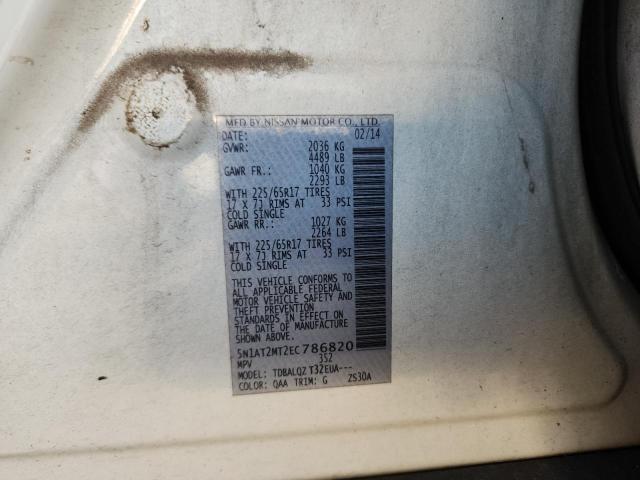 MFD BY NISSAN MOTOR CO., LTD.
DATE: 02/14
GVWR: 2036 KG
4489 LB
GAWR FR.: 1040 KG
2293 LB
WITH 225/65R17 TIRES
17 X 7J RIMS AT 33 PSI
COLD SINGLE
GAWR RR.: 1027 KG
2264 LB
WITH 225/65R17 TIRES
17 X 7J RIMS AT 33 PSI
COLD SINGLE
THIS VEHICLE CONFORMS TO
ALL APPLICABLE FEDERAL
MOTOR VEHICLE SAFETY AND
THEFT PREVENTION
STANDARDS IN EFFECT ON
THE DATE OF MANUFACTURE
5N1AT2MT2EC786820
MPV 352
MODEL: TDBALQZ T32EUA---
COLOR: QAA TRIM: G ZS30A